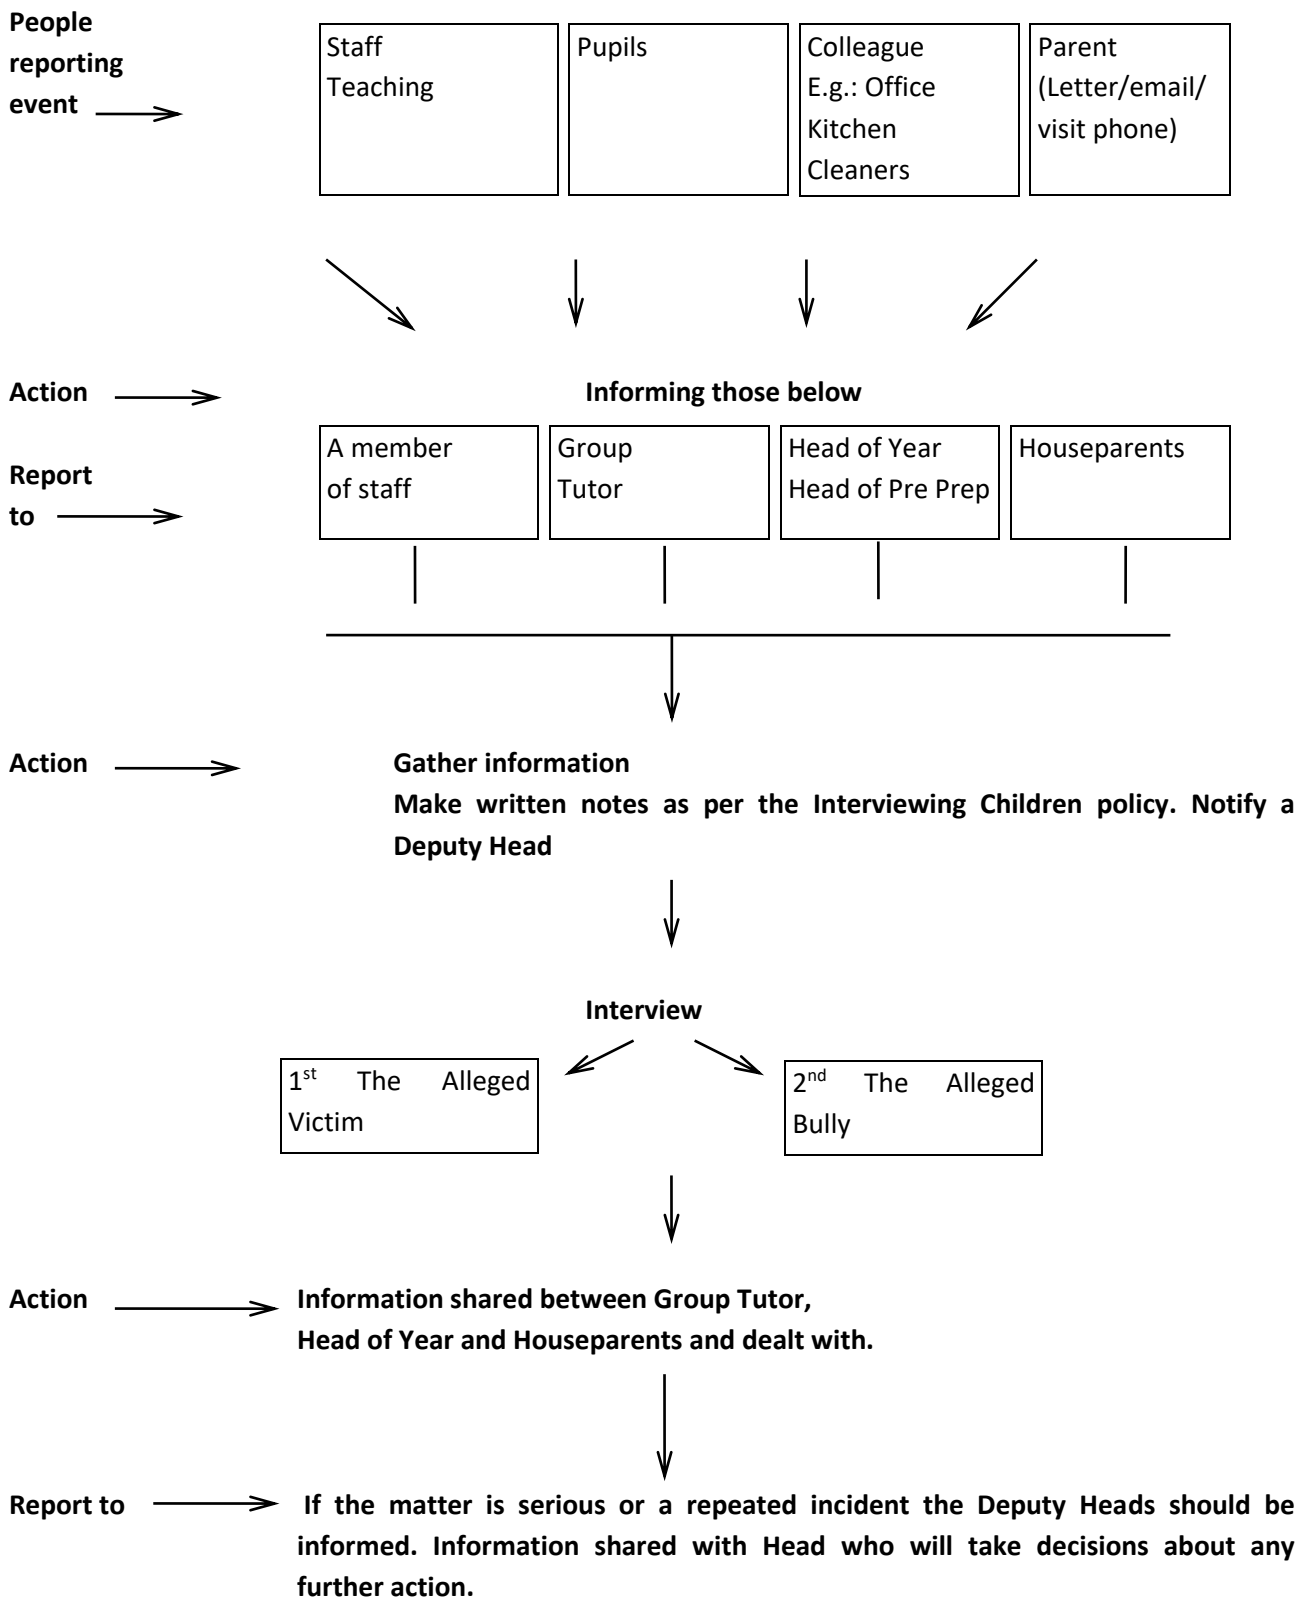 People
reporting
event
Staff
Teaching
Pupils
Colleague
E.g.: Office
Kitchen
Cleaners
Parent
(Letter/email/
visit phone)
Action
Informing those below
Report
to
A member
of staff
Group
Tutor
Head of Year
Head of Pre Prep
Houseparents
Action
Gather information
Make written notes as per the Interviewing Children policy. Notify a
Deputy Head
Interview
1st The Alleged
Victim
2nd The Alleged
Bully
Action
Information shared between Group Tutor,
Head of Year and Houseparents and dealt with.
Report to
If the matter is serious or a repeated incident the Deputy Heads should be
informed. Information shared with Head who will take decisions about any
further action.